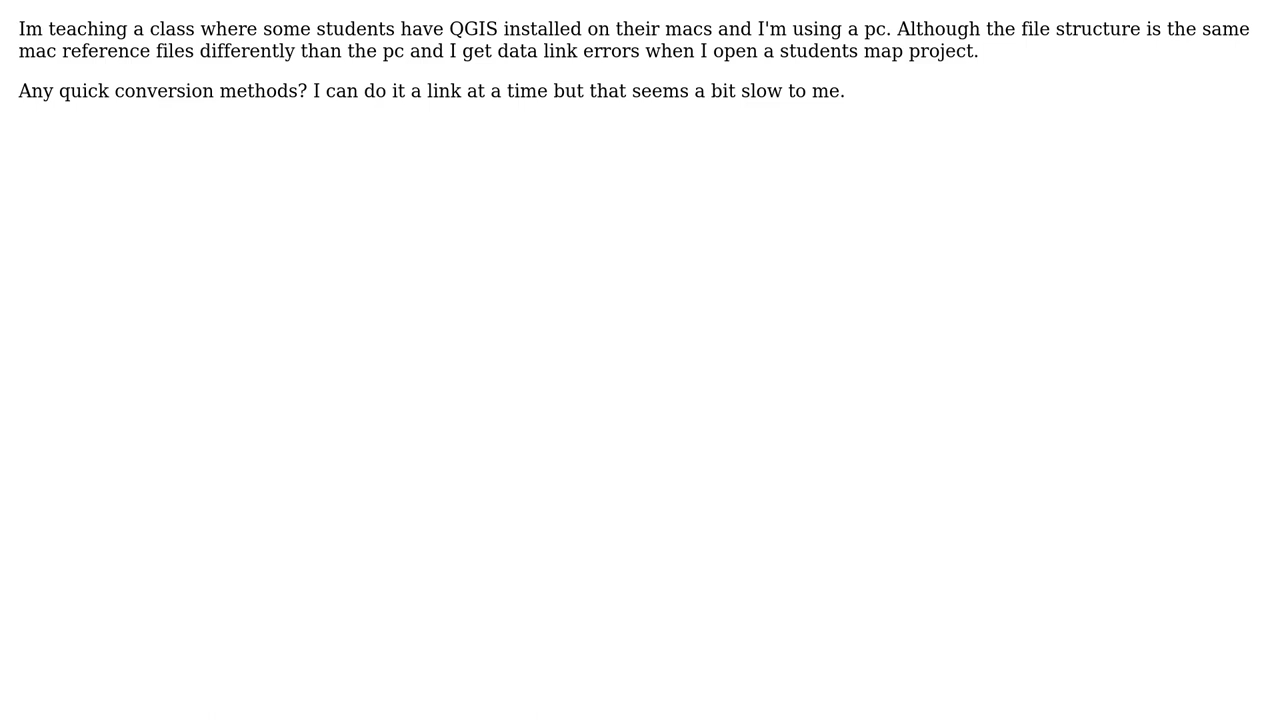 Im teaching a class where some students have QGIS installed on their macs and I'm using a pc. Although the file structure is the same
mac reference files differently than the pc and I get data link errors when I open a students map project.
Any quick conversion methods? I can do it a link at a time but that seems a bit slow to me.